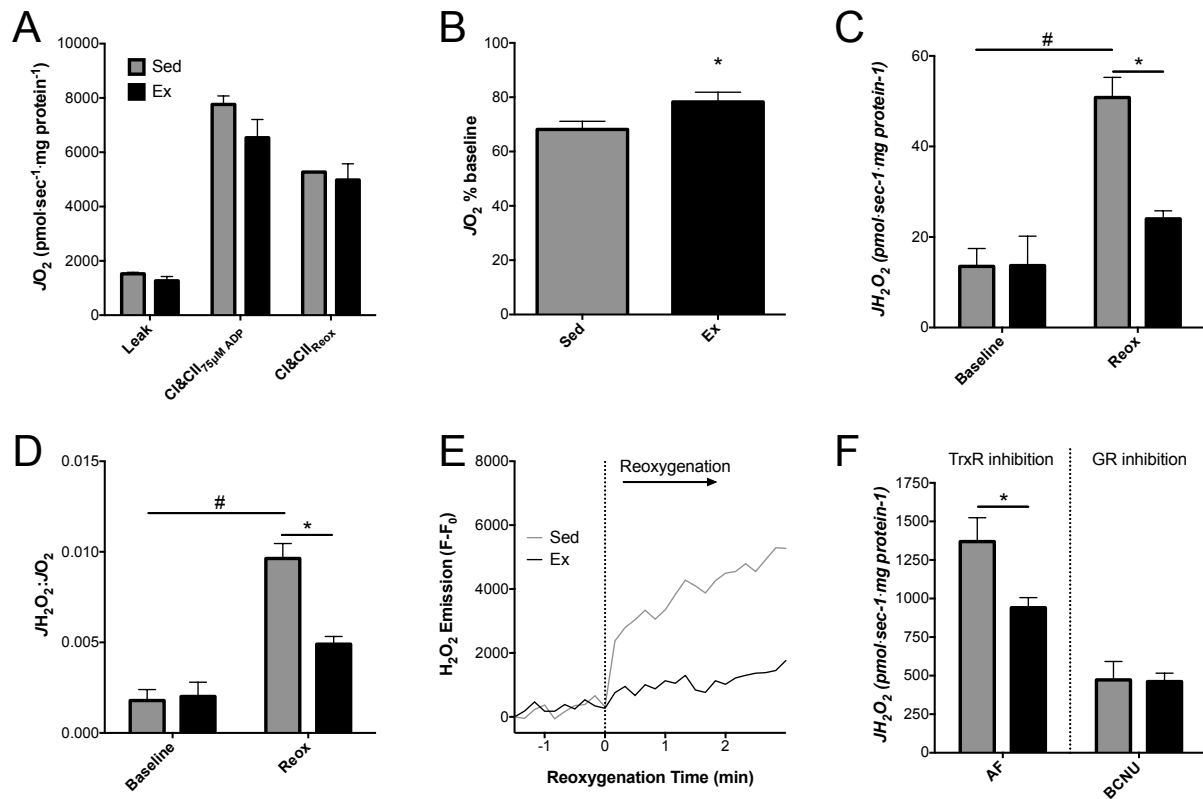 A
JO₂ (pmol·sec⁻¹·mg protein⁻¹)
10000
8000
6000
4000
2000
0
Sed
Ex
Leak
CI&CII₇₅µM ADP
CI&CII Reox
B
JO₂ % baseline
100
80
60
40
20
0
*
Sed
Ex
C
JH₂O₂ (pmol·sec-1·mg protein-1)
60
40
20
0
#
*
Baseline
Reox
D
JH₂O₂:JO₂
0.015
0.010
0.005
0.000
#
*
Baseline
Reox
E
H₂O₂ Emission (F-F₀)
8000
6000
4000
2000
0
Reoxygenation
Sed
Ex
-1
0
1
2
Reoxygenation Time (min)
F
TrxR inhibition
GR inhibition
JH₂O₂ (pmol·sec-1·mg protein-1)
1750
1500
1250
1000
750
500
250
0
*
AF
BCNU